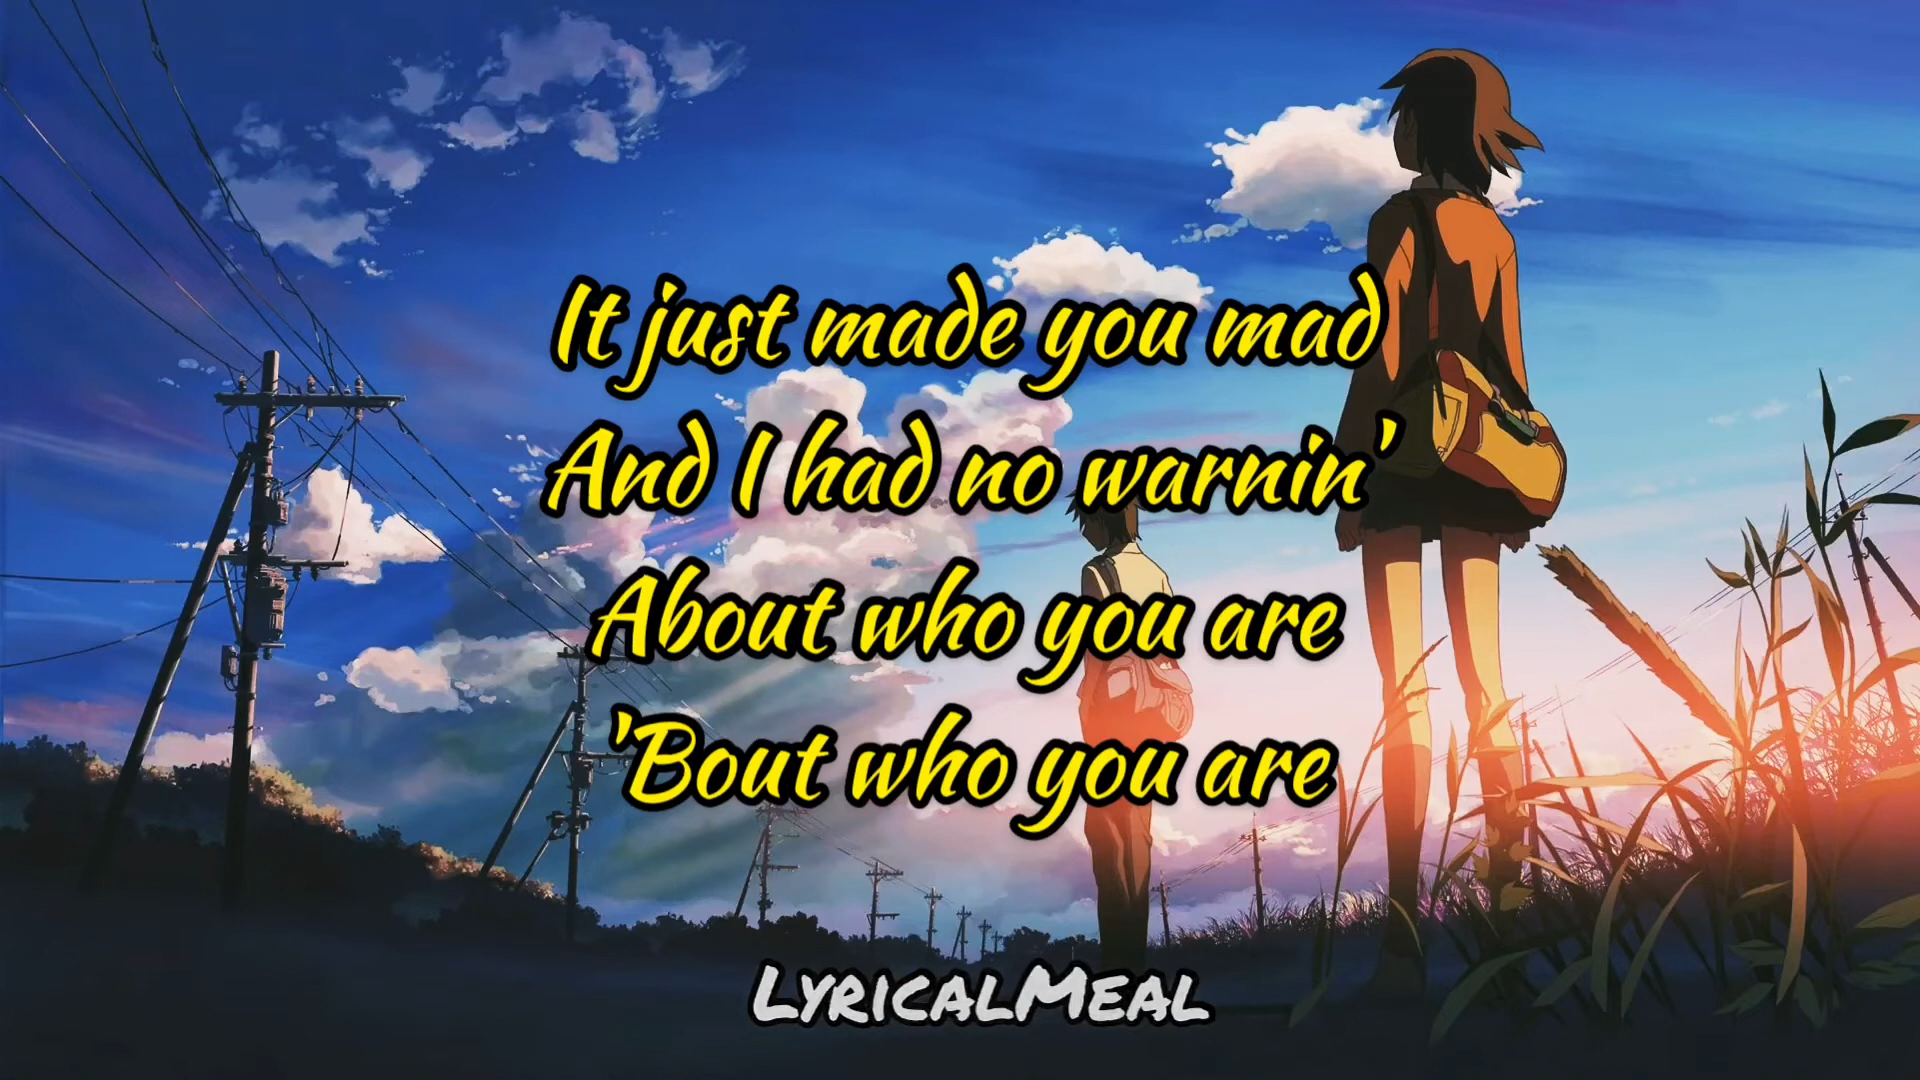 It just made you mad
And I had no warnin'
About who you are
'Bout who you are
LyricalMeal